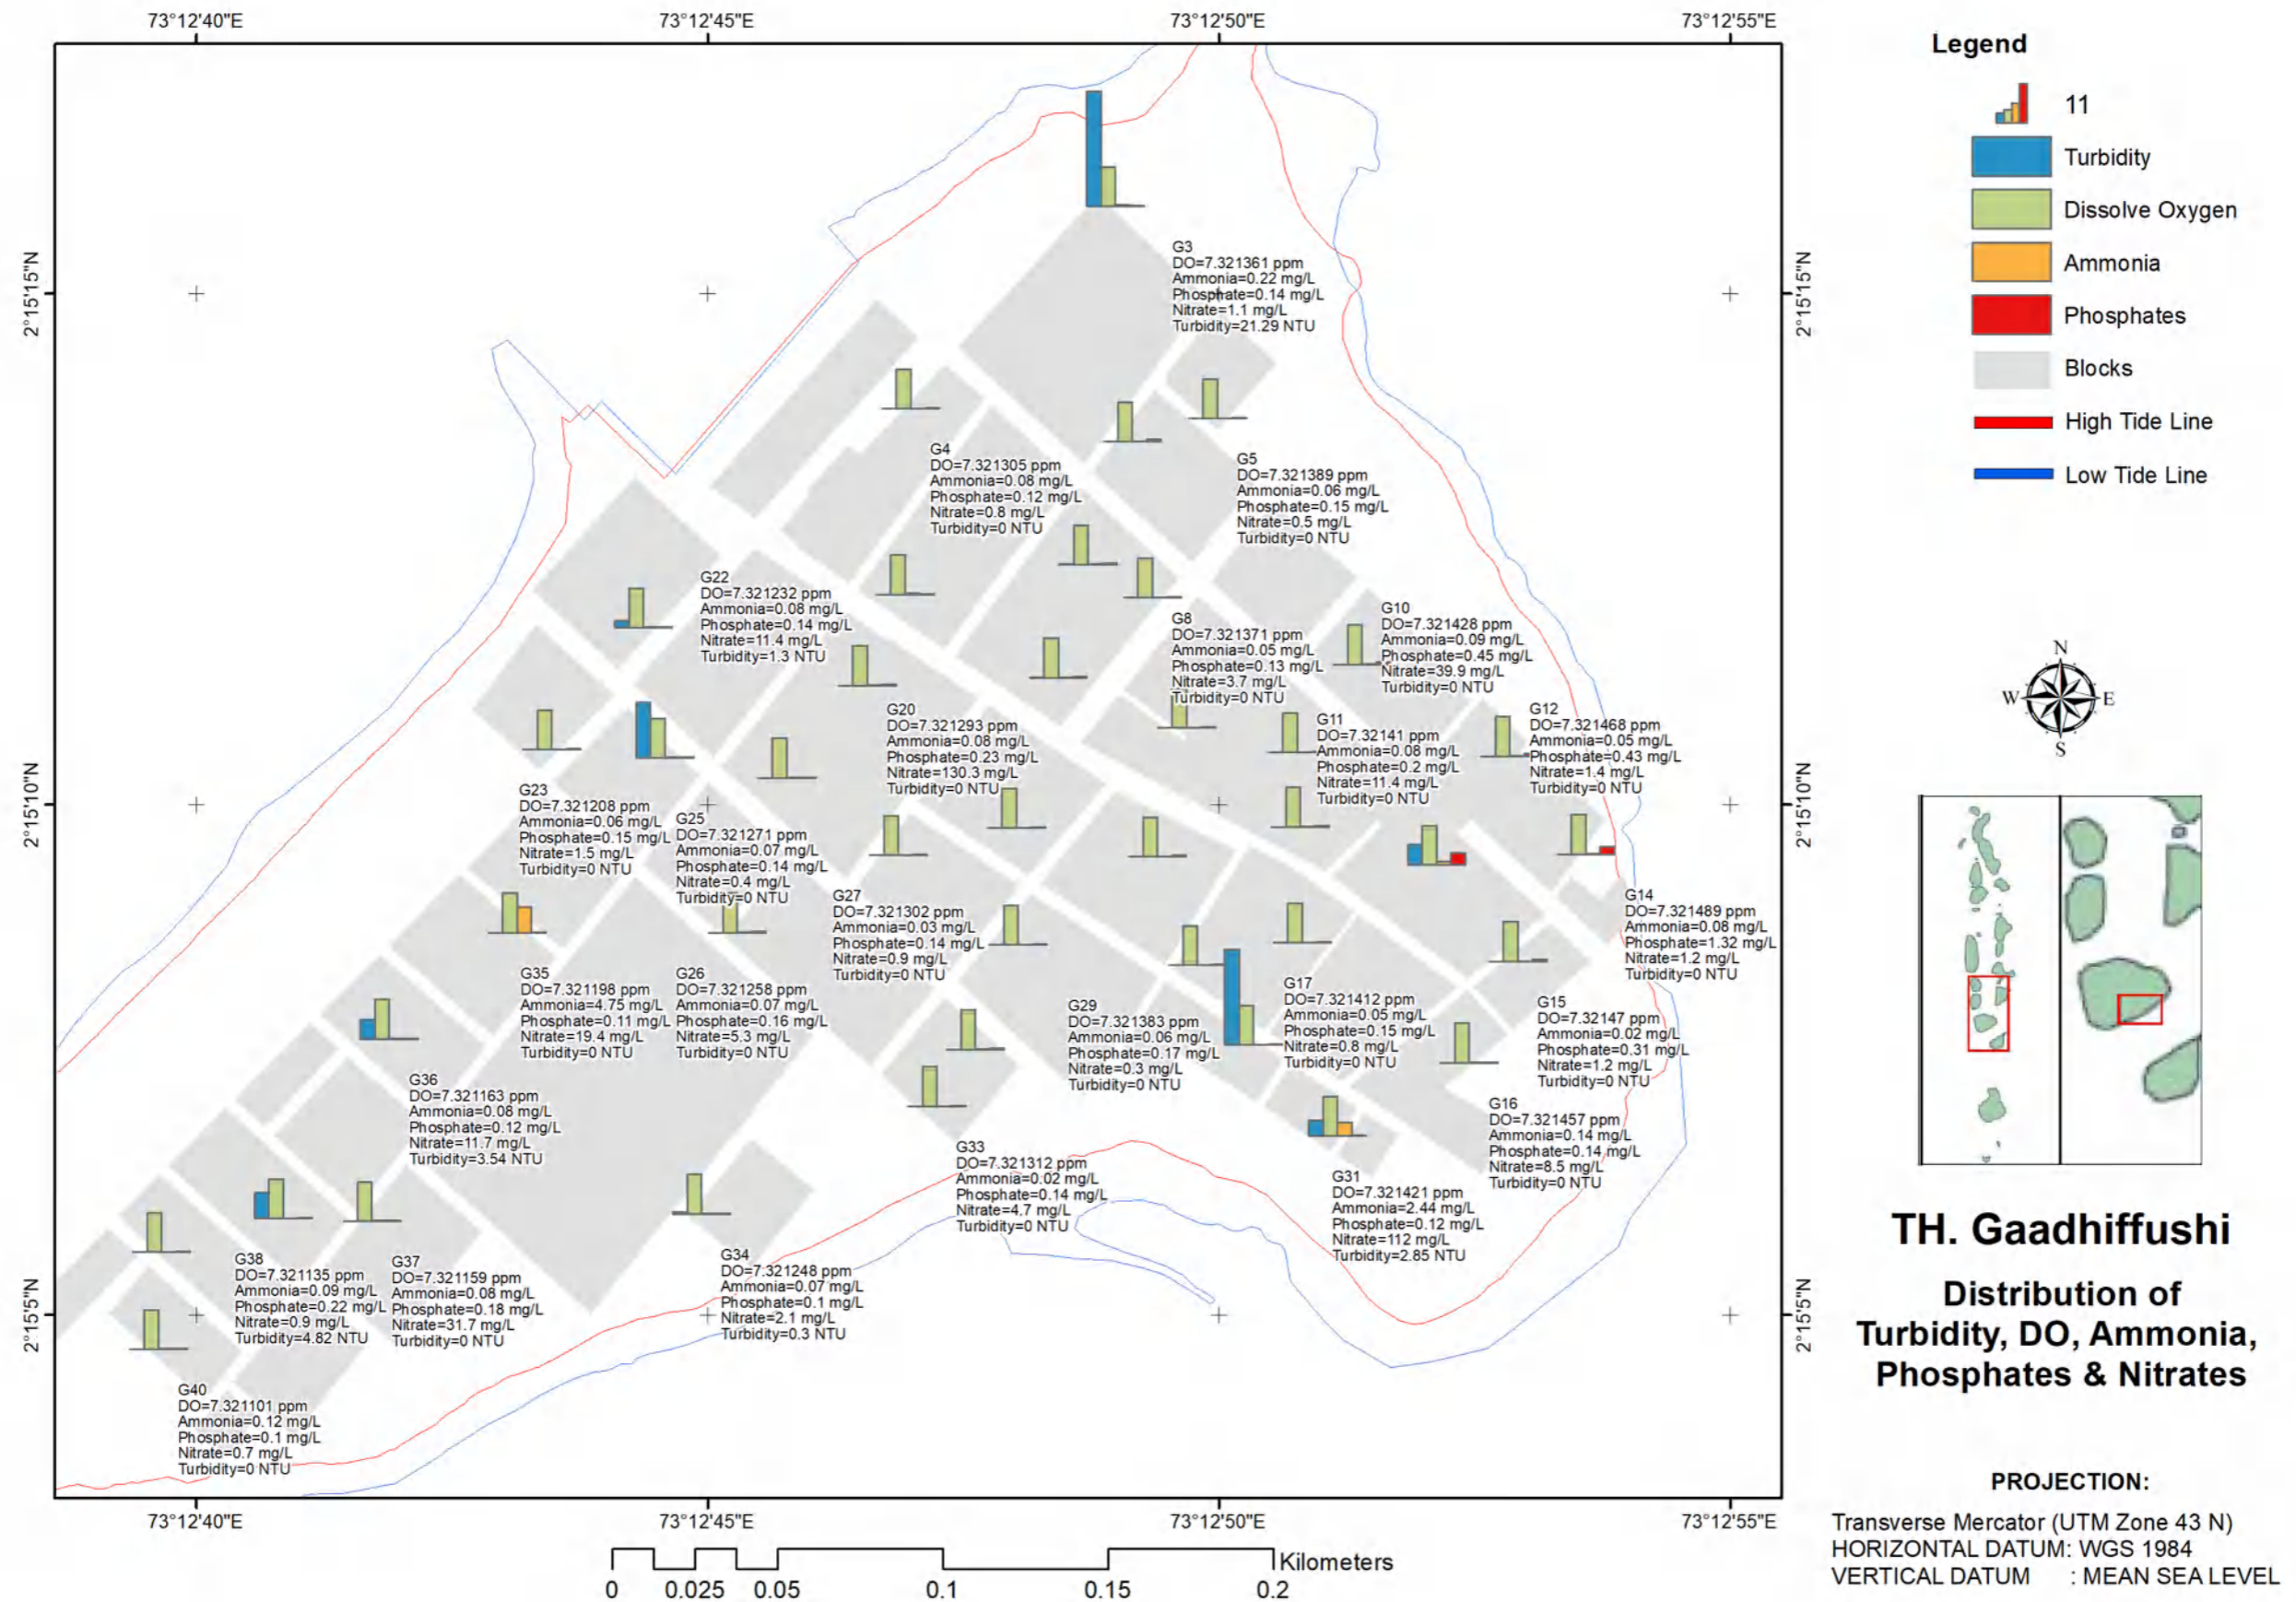 73°12'40"E 73°12'45"E 73°12'50"E 73°12'55"E
2°15'15"N
2°15'15"N
2°15'10"N
2°15'10"N
2°15'5"N
2°15'5"N
G3
DO=7.321361 ppm
Ammonia=0.22 mg/L
Phosphate=0.14 mg/L
Nitrate=1.1 mg/L
Turbidity=21.29 NTU
G4
DO=7.321305 ppm
Ammonia=0.08 mg/L
Phosphate=0.12 mg/L
Nitrate=0.8 mg/L
Turbidity=0 NTU
G5
DO=7.321389 ppm
Ammonia=0.06 mg/L
Phosphate=0.15 mg/L
Nitrate=0.5 mg/L
Turbidity=0 NTU
G22
DO=7.321232 ppm
Ammonia=0.08 mg/L
Phosphate=0.14 mg/L
Nitrate=11.4 mg/L
Turbidity=1.3 NTU
G8
DO=7.321371 ppm
Ammonia=0.05 mg/L
Phosphate=0.13 mg/L
Nitrate=3.7 mg/L
Turbidity=0 NTU
G10
DO=7.321428 ppm
Ammonia=0.09 mg/L
Phosphate=0.45 mg/L
Nitrate=39.9 mg/L
Turbidity=0 NTU
G20
DO=7.321293 ppm
Ammonia=0.08 mg/L
Phosphate=0.23 mg/L
Nitrate=130.3 mg/L
Turbidity=0 NTU
G11
DO=7.32141 ppm
Ammonia=0.08 mg/L
Phosphate=0.2 mg/L
Nitrate=11.4 mg/L
Turbidity=0 NTU
G12
DO=7.321468 ppm
Ammonia=0.05 mg/L
Phosphate=0.43 mg/L
Nitrate=1.4 mg/L
Turbidity=0 NTU
G23
DO=7.321208 ppm
Ammonia=0.06 mg/L
Phosphate=0.15 mg/L
Nitrate=1.5 mg/L
Turbidity=0 NTU
G25
DO=7.321271 ppm
Ammonia=0.07 mg/L
Phosphate=0.14 mg/L
Nitrate=0.4 mg/L
Turbidity=0 NTU
G27
DO=7.321302 ppm
Ammonia=0.03 mg/L
Phosphate=0.14 mg/L
Nitrate=0.9 mg/L
Turbidity=0 NTU
G14
DO=7.321489 ppm
Ammonia=0.08 mg/L
Phosphate=1.32 mg/L
Nitrate=1.2 mg/L
Turbidity=0 NTU
G35
DO=7.321198 ppm
Ammonia=4.75 mg/L
Phosphate=0.11 mg/L
Nitrate=19.4 mg/L
Turbidity=0 NTU
G26
DO=7.321258 ppm
Ammonia=0.07 mg/L
Phosphate=0.16 mg/L
Nitrate=5.3 mg/L
Turbidity=0 NTU
G29
DO=7.321383 ppm
Ammonia=0.06 mg/L
Phosphate=0.17 mg/L
Nitrate=0.3 mg/L
Turbidity=0 NTU
G17
DO=7.321412 ppm
Ammonia=0.05 mg/L
Phosphate=0.15 mg/L
Nitrate=0.8 mg/L
Turbidity=0 NTU
G15
DO=7.32147 ppm
Ammonia=0.02 mg/L
Phosphate=0.31 mg/L
Nitrate=1.2 mg/L
Turbidity=0 NTU
G36
DO=7.321163 ppm
Ammonia=0.08 mg/L
Phosphate=0.12 mg/L
Nitrate=11.7 mg/L
Turbidity=3.54 NTU
G16
DO=7.321457 ppm
Ammonia=0.14 mg/L
Phosphate=0.14 mg/L
Nitrate=8.5 mg/L
Turbidity=0 NTU
G33
DO=7.321312 ppm
Ammonia=0.02 mg/L
Phosphate=0.14 mg/L
Nitrate=4.7 mg/L
Turbidity=0 NTU
G31
DO=7.321421 ppm
Ammonia=2.44 mg/L
Phosphate=0.12 mg/L
Nitrate=112 mg/L
Turbidity=2.85 NTU
G38
DO=7.321135 ppm
Ammonia=0.09 mg/L
Phosphate=0.22 mg/L
Nitrate=0.9 mg/L
Turbidity=4.82 NTU
G37
DO=7.321159 ppm
Ammonia=0.08 mg/L
Phosphate=0.18 mg/L
Nitrate=31.7 mg/L
Turbidity=0 NTU
G34
DO=7.321248 ppm
Ammonia=0.07 mg/L
Phosphate=0.1 mg/L
Nitrate=2.1 mg/L
Turbidity=0.3 NTU
G40
DO=7.321101 ppm
Ammonia=0.12 mg/L
Phosphate=0.1 mg/L
Nitrate=0.7 mg/L
Turbidity=0 NTU
73°12'40"E 73°12'45"E 73°12'50"E 73°12'55"E
Kilometers
0 0.025 0.05 0.1 0.15 0.2
Legend
11
Turbidity
Dissolve Oxygen
Ammonia
Phosphates
Blocks
High Tide Line
Low Tide Line
N
W E
S
TH. Gaadhiffushi
Distribution of
Turbidity, DO, Ammonia,
Phosphates & Nitrates
PROJECTION:
Transverse Mercator (UTM Zone 43 N)
HORIZONTAL DATUM: WGS 1984
VERTICAL DATUM : MEAN SEA LEVEL